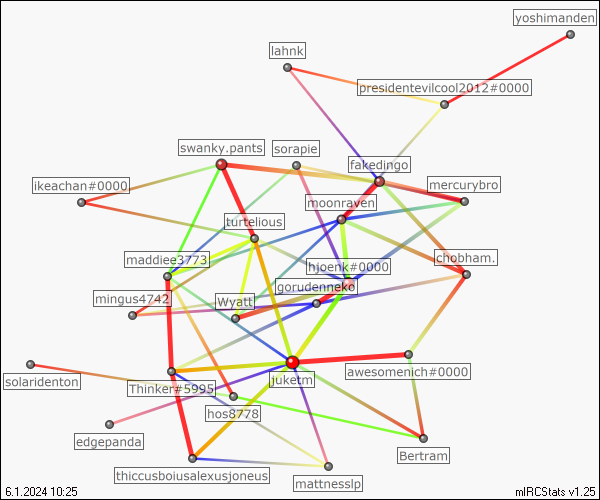 yoshimanden
lahnk
presidentevilcool2012#0000
swanky.pants
sorapie
fakedingo
ikeachan#0000
mercurybro
moonraven
turtelious
maddiee3773
chobham.
hjoenk#0000
gorudenneko
mingus4742
Wyatt
juketm
awesomenich#0000
solaridenton
Thinker#5995
hos8778
edgepanda
Bertram
thiccusboiusalexusjoneus
mattnesslp
6.1.2024 10:25
mIRCStats v1.25